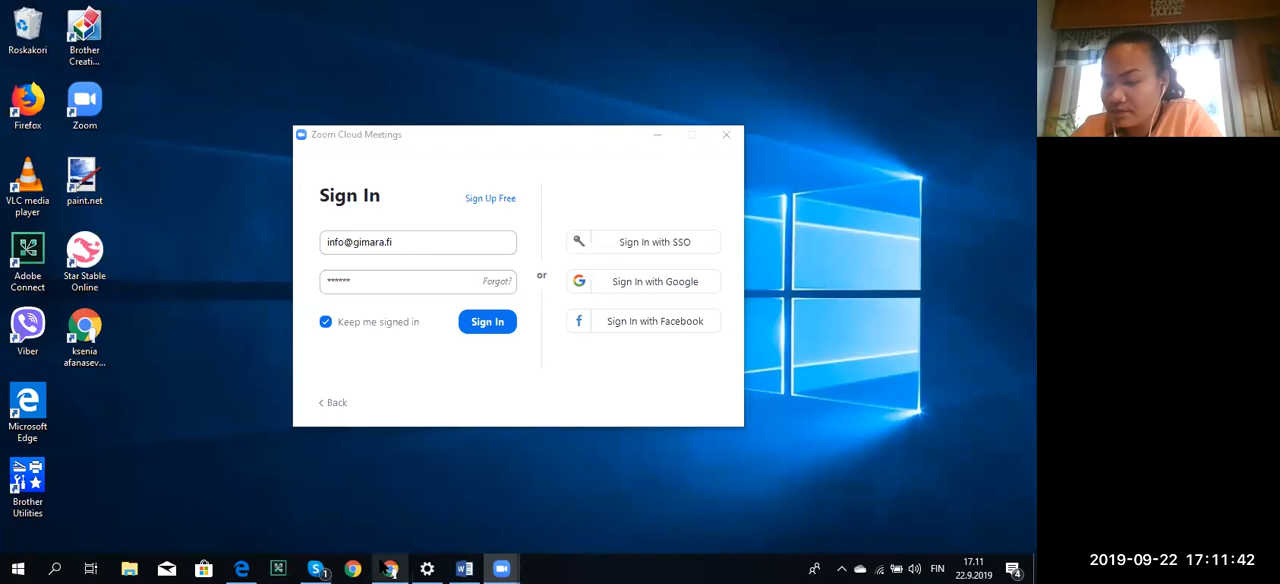 Roskakori
Brother
Creati...
Firefox
Zoom
VLC media
player
paint.net
Adobe
Connect
Star Stable
Online
Viber
ksenia
afanasev...
Microsoft
Edge
Brother
Utilities
Zoom Cloud Meetings
Sign In
Sign Up Free
info@gimara.fi
******
Forgot?
Keep me signed in
Sign In
Back
or
Sign In with SSO
Sign In with Google
Sign In with Facebook
home
FIN
17.11
22.9.2019
1
4
2019-09-22 17:11:42